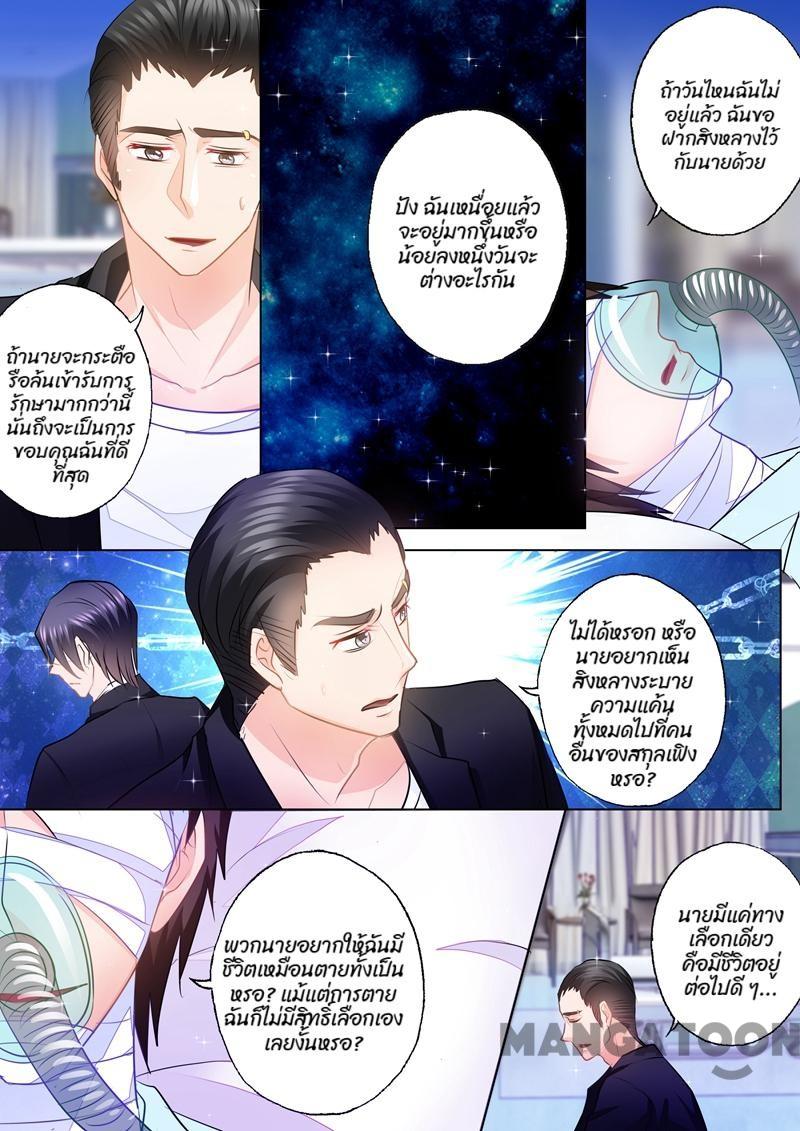 ถ้าวันไหนฉันไม่
อยู่แล้ว ฉันขอ
ฝากสิงหลางไว้
กับนายด้วย
ปัง ฉันเหนื่อยแล้ว
จะอยู่มากขึ้นหรือ
น้อยลงหนึ่งวันจะ
ต่างอะไรกัน
ถ้านายจะกระตือ
รือล้นเข้ารับการ
รักษามากกว่านี้
นั่นถึงจะเป็นการ
ขอบคุณฉันที่ดี
ที่สุด
ไม่ได้หรอก หรือ
นายอยากเห็น
สิงหลางระบาย
ความแค้น
ทั้งหมดไปที่คน
อื่นของสกุลเฟิง
หรอ?
นายมีแค่ทาง
เลือกเดียว
คือมีชีวิตอยู่
ต่อไปดี ๆ...
พวกนายอยากให้ฉันมี
ชีวิตเหมือนตายทั้งเป็น
หรอ? แม้แต่การตาย
ฉันก็ไม่มีสิทธิ์เลือกเอง
เลยงั้นหรอ?
MANGATOON